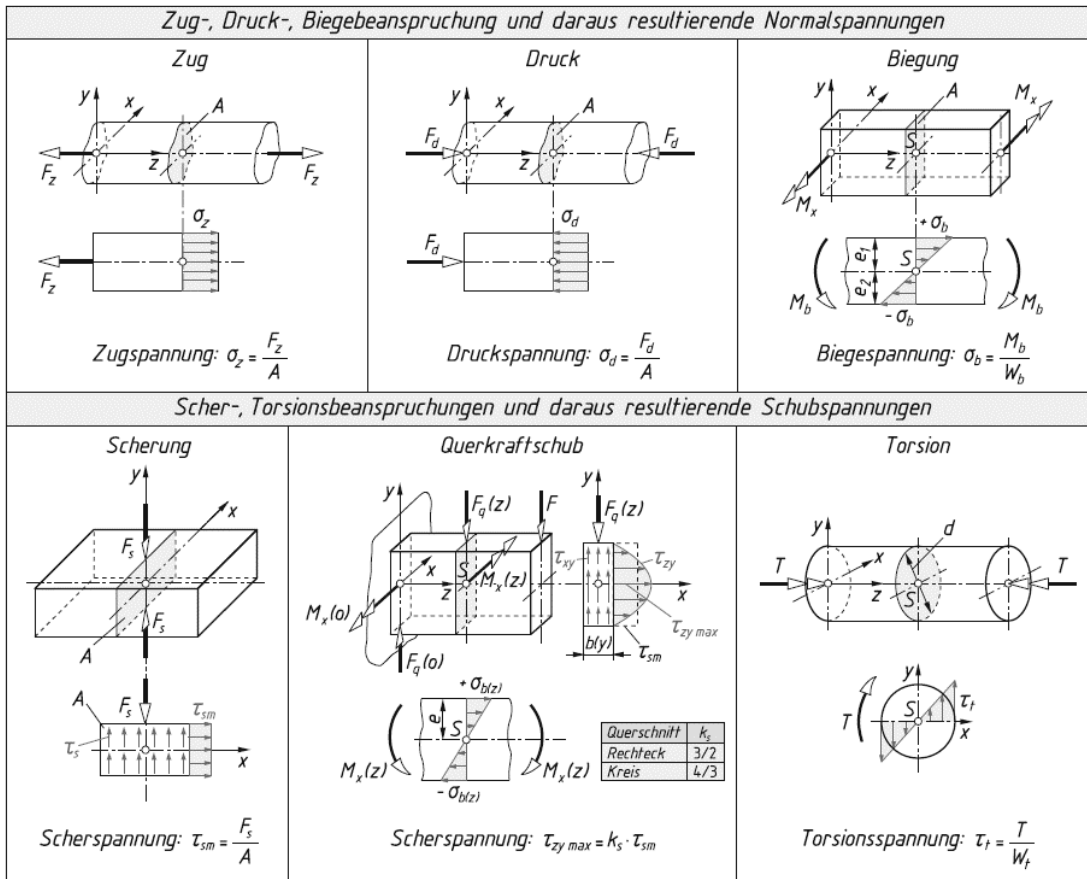 Zug-, Druck-, Biegebeanspruchung und daraus resultierende Normalspannungen
Zug
y
x
A
F_z
z
F_z
σ_z
F_z
Zugspannung: σ_z = F_z / A
Druck
y
x
A
F_d
z
F_d
σ_d
F_d
Druckspannung: σ_d = F_d / A
Biegung
y
x
A
M_x
S
z
M_x
+ σ_b
e_1
S
e_2
M_b
M_b
- σ_b
Biegespannung: σ_b = M_b / W_b
Scher-, Torsionsbeanspruchungen und daraus resultierende Schubspannungen
Scherung
y
x
F_s
F_s
A
F_s
A
τ_sm
τ_s
x
Scherspannung: τ_sm = F_s / A
Querkraftschub
y
F_q(z)
F
F_q(z)
x
S
z
M_x(z)
τ_xy
τ_zy
x
M_x(o)
τ_zy max
b(y)
τ_sm
F_q(o)
+ σ_b(z)
e
S
M_x(z)
M_x(z)
- σ_b(z)
Querschnitt k_s
Rechteck 3/2
Kreis 4/3
Scherspannung: τ_zy max = k_s · τ_sm
Torsion
y
d
x
T
T
z
S
y
T
S
τ_t
x
Torsionsspannung: τ_t = T / W_t